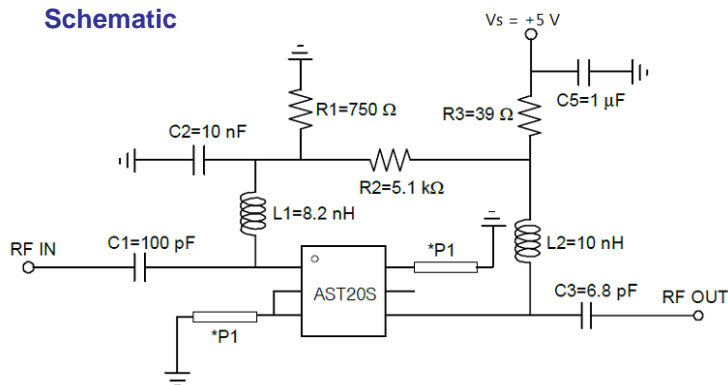 Schematic
Vs = +5 V
C5=1 μF
R1=750 Ω
R3=39 Ω
C2=10 nF
R2=5.1 kΩ
L1=8.2 nH
*P1
L2=10 nH
RF IN
C1=100 pF
AST20S
C3=6.8 pF
RF OUT
*P1